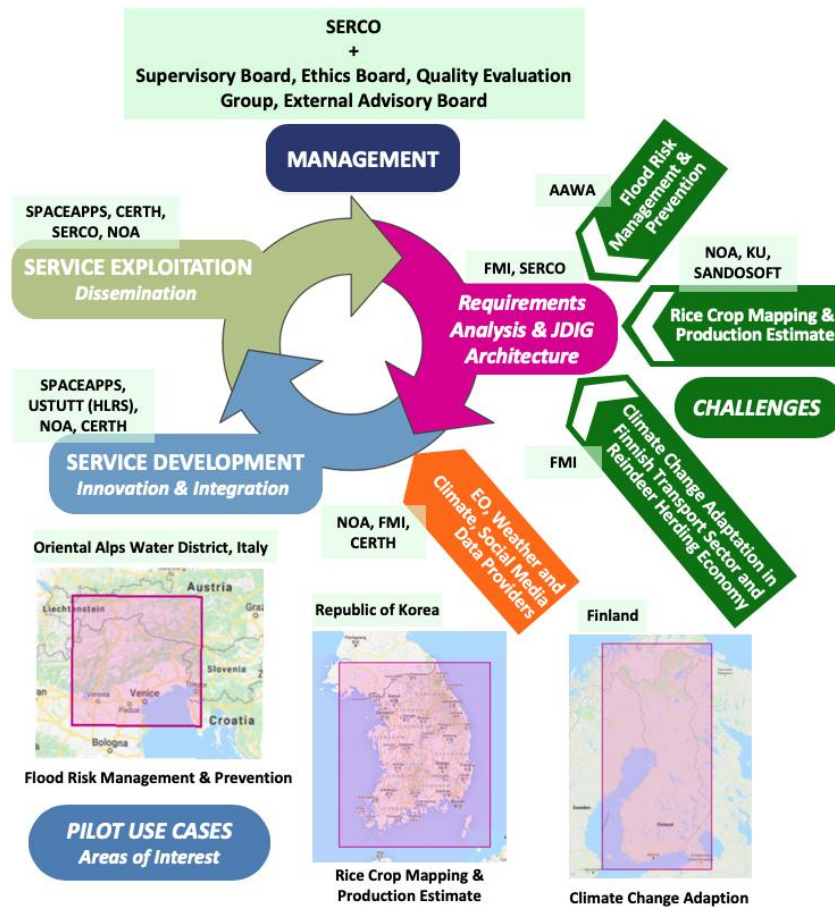 SERCO
+
Supervisory Board, Ethics Board, Quality Evaluation
Group, External Advisory Board
MANAGEMENT
SPACEAPPS, CERTH,
SERCO, NOA
SERVICE EXPLOITATION
Dissemination
FMI, SERCO
Requirements
Analysis & JDIG
Architecture
AAWA
Flood Risk
Management &
Prevention
NOA, KU,
SANDOSOFT
Rice Crop Mapping &
Production Estimate
CHALLENGES
FMI
Climate Change Adaptation in
Finnish Transport Sector and
Reindeer Herding Economy
SPACEAPPS,
USTUTT (HLRS),
NOA, CERTH
SERVICE DEVELOPMENT
Innovation & Integration
NOA, FMI,
CERTH
EO, Weather and
Climate, Social Media
Data Providers
Oriental Alps Water District, Italy
Liechtenstein
Austria
Slovenia
Verona
Venice
Padua
Croatia
Bologna
Flood Risk Management & Prevention
PILOT USE CASES
Areas of Interest
Republic of Korea
Rice Crop Mapping &
Production Estimate
Finland
Sweden
Finland
Climate Change Adaption